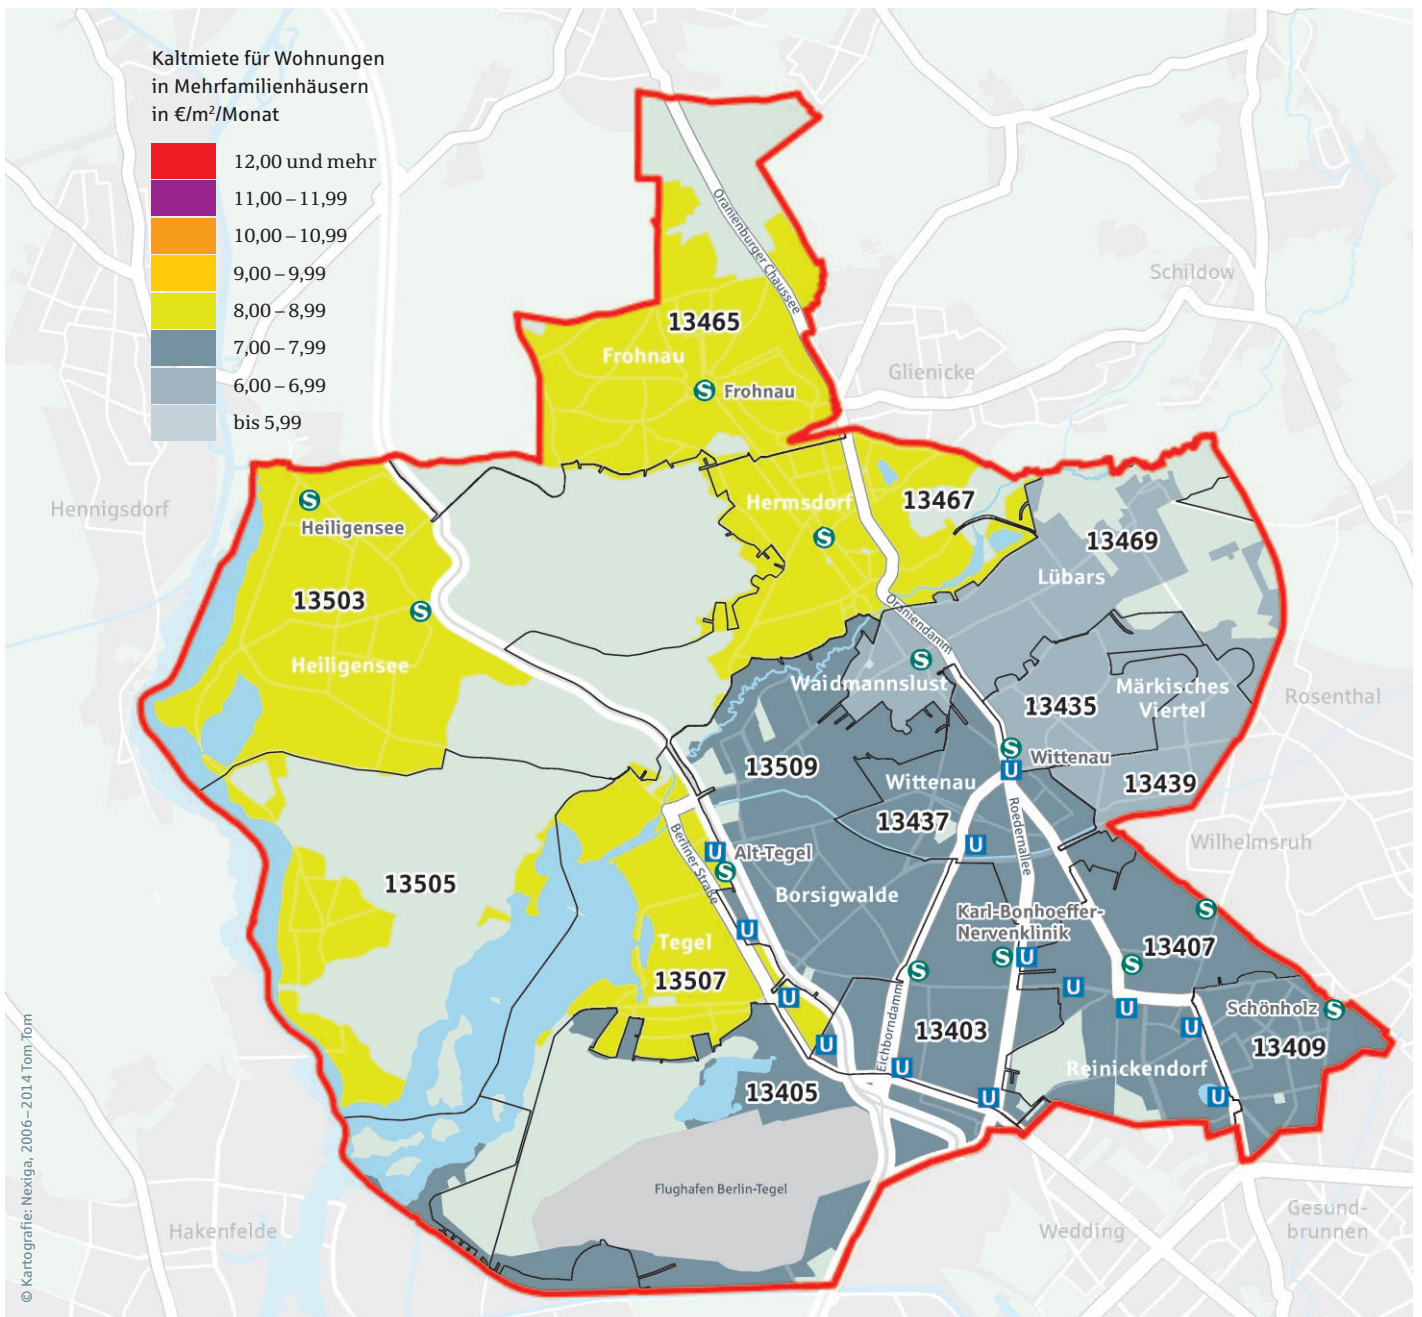 Kaltmiete für Wohnungen
in Mehrfamilienhäusern
in €/m²/Monat
12,00 und mehr
11,00 – 11,99
10,00 – 10,99
9,00 – 9,99
8,00 – 8,99
7,00 – 7,99
6,00 – 6,99
bis 5,99
Oranienburger Chaussee
Schildow
13465
Frohnau
Glienicke
S Frohnau
Hennigsdorf
S
Heiligensee
Hermsdorf
13467
S
13469
Lübars
13503
S
Oraniendamm
Heiligensee
S
Waidmannslust
Märkisches
Viertel
Rosenthal
13435
S
Wittenau
U
13509
Wittenau
13439
13437
Roedernallee
Berliner Straße
Wilhelmsruh
U
U
Alt-Tegel
S
13505
Borsigwalde
Karl-Bonhoeffer-
Nervenklinik
S
U
Tegel
13407
S
S
U
S
13507
U
U
U
U
Schönholz S
U
13403
Eichborndamm
U
13409
U
Reinickendorf
13405
U
U
Flughafen Berlin-Tegel
Hakenfelde
Wedding
Gesund-
brunnen
© Kartografie: Nexiga, 2006–2014 Tom Tom